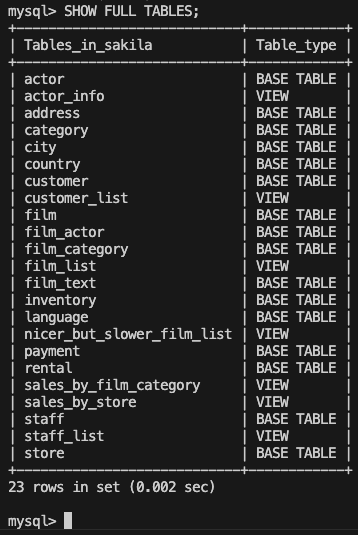 mysql> SHOW FULL TABLES;
+----------------------------+------------+
| Tables_in_sakila           | Table_type |
+----------------------------+------------+
| actor                      | BASE TABLE |
| actor_info                 | VIEW       |
| address                    | BASE TABLE |
| category                   | BASE TABLE |
| city                       | BASE TABLE |
| country                    | BASE TABLE |
| customer                   | BASE TABLE |
| customer_list              | VIEW       |
| film                       | BASE TABLE |
| film_actor                 | BASE TABLE |
| film_category              | BASE TABLE |
| film_list                  | VIEW       |
| film_text                  | BASE TABLE |
| inventory                  | BASE TABLE |
| language                   | BASE TABLE |
| nicer_but_slower_film_list | VIEW       |
| payment                    | BASE TABLE |
| rental                     | BASE TABLE |
| sales_by_film_category     | VIEW       |
| sales_by_store             | VIEW       |
| staff                      | BASE TABLE |
| staff_list                 | VIEW       |
| store                      | BASE TABLE |
+----------------------------+------------+
23 rows in set (0.002 sec)
mysql>